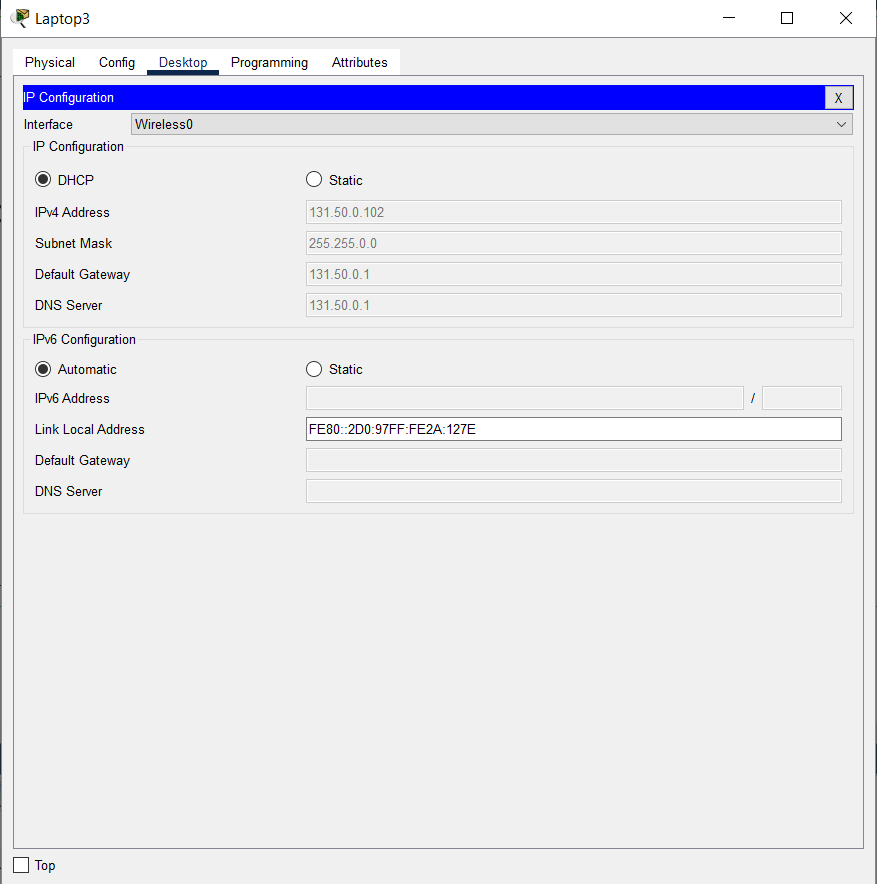 Laptop3
Physical Config Desktop Programming Attributes
IP Configuration X
Interface Wireless0
IP Configuration
DHCP Static
IPv4 Address 131.50.0.102
Subnet Mask 255.255.0.0
Default Gateway 131.50.0.1
DNS Server 131.50.0.1
IPv6 Configuration
Automatic Static
IPv6 Address /
Link Local Address FE80::2D0:97FF:FE2A:127E
Default Gateway
DNS Server
Top